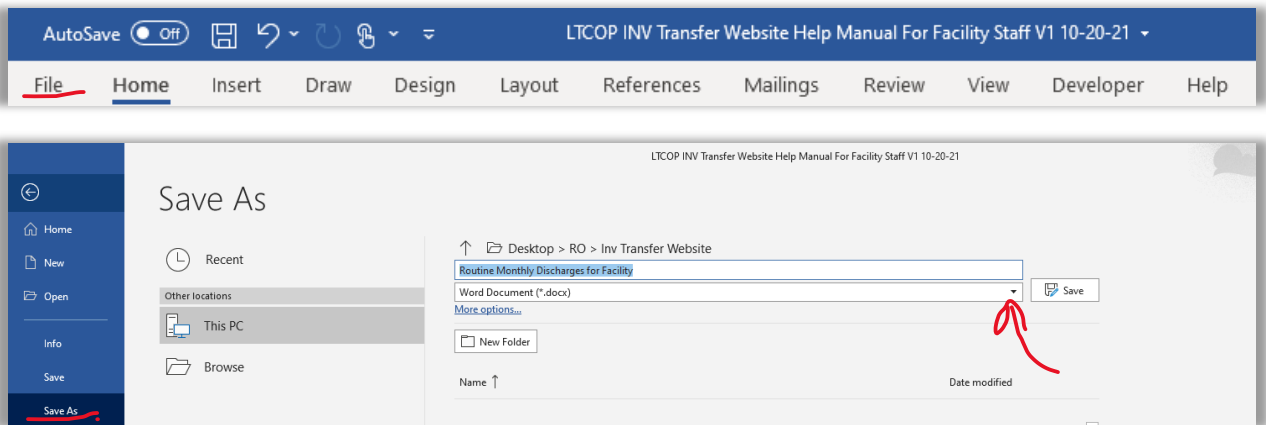 AutoSave Off LTCOP INV Transfer Website Help Manual For Facility Staff V1 10-20-21
File Home Insert Draw Design Layout References Mailings Review View Developer Help
LTCOP INV Transfer Website Help Manual For Facility Staff V1 10-20-21
Save As
Home
New
Open
Info
Save
Save As
Recent
Other locations
This PC
Browse
Desktop > RO > Inv Transfer Website
Routine Monthly Discharges for Facility
Word Document (*.docx)
Save
More options...
New Folder
Name ↑ Date modified